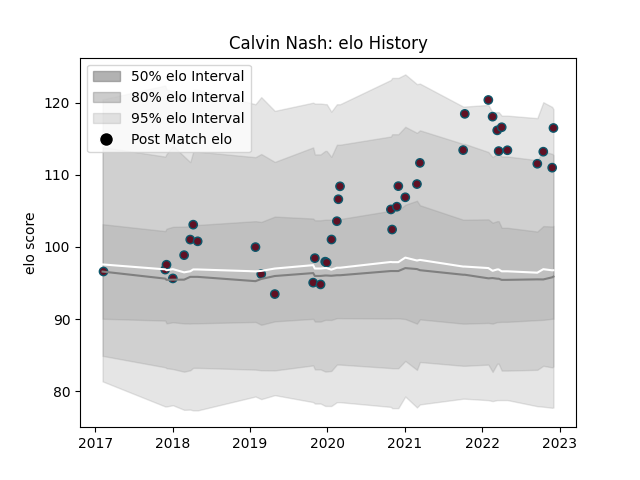 Calvin Nash: elo History
50% elo Interval
80% elo Interval
95% elo Interval
Post Match elo
elo score
120
110
100
90
80
2017 2018 2019 2020 2021 2022 2023